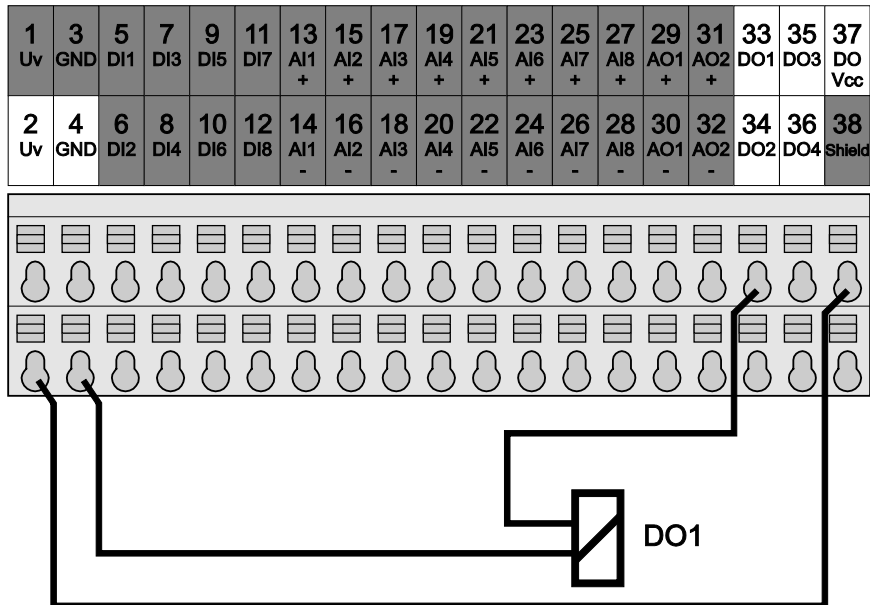 1 3 5 7 9 11 13 15 17 19 21 23 25 27 29 31 33 35 37
Uv GND DI1 DI3 DI5 DI7 AI1 AI2 AI3 AI4 AI5 AI6 AI7 AI8 AO1 AO2 DO1 DO3 DO
+ + + + + + + + + + Vcc
2 4 6 8 10 12 14 16 18 20 22 24 26 28 30 32 34 36 38
Uv GND DI2 DI4 DI6 DI8 AI1 AI2 AI3 AI4 AI5 AI6 AI7 AI8 AO1 AO2 DO2 DO4 Shield
- - - - - - - - - -
DO1